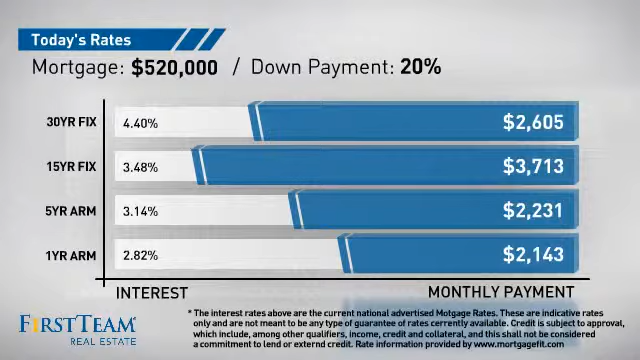 Today's Rates
Mortgage: $520,000 / Down Payment: 20%
30YR FIX 4.40% $2,605
15YR FIX 3.48% $3,713
5YR ARM 3.14% $2,231
1YR ARM 2.82% $2,143
INTEREST MONTHLY PAYMENT
FIRSTTEAM®
REAL ESTATE
* The interest rates above are the current national advertised Motgage Rates. These are indicative rates
only and are not meant to be any type of guarantee of rates cerrently available. Credit is subject to approval,
which include, among other qualifiers, income, credit and collateral, and this shall not be considered
a commitment to lend or externd credit. Rate information provided by www.mortgagefit.com